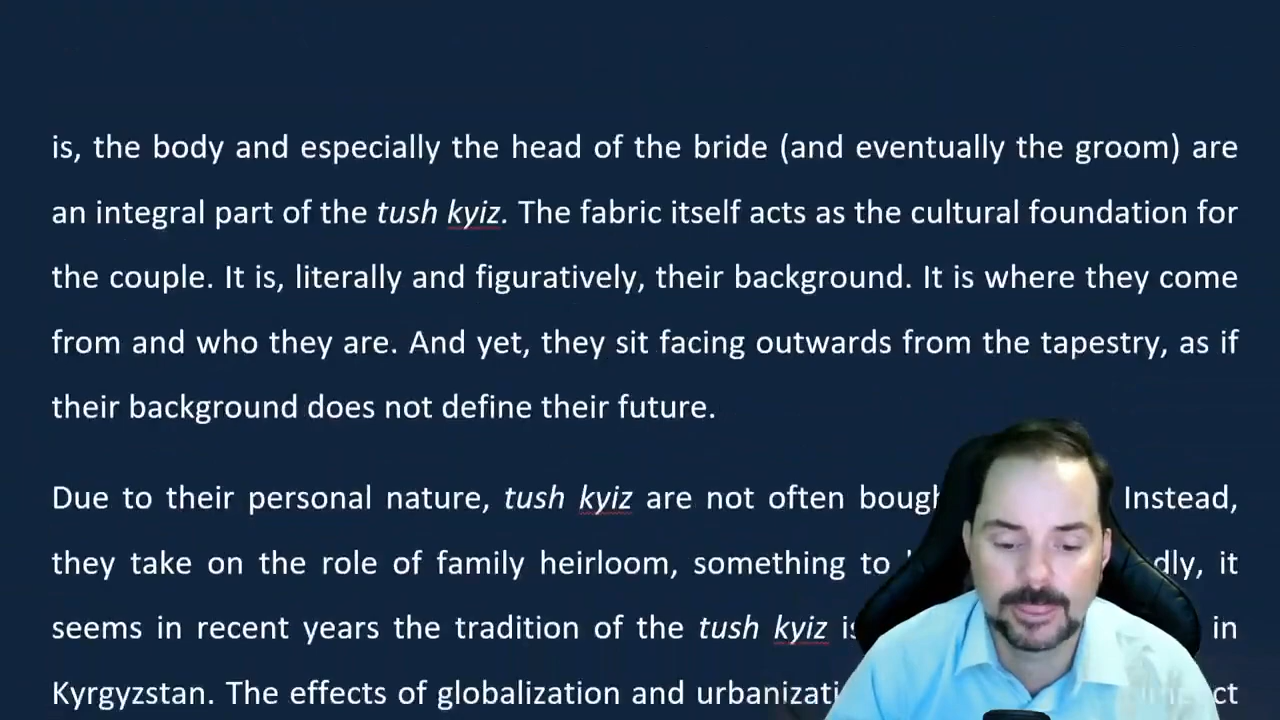 is, the body and especially the head of the bride (and eventually the groom) are
an integral part of the tush kyiz. The fabric itself acts as the cultural foundation for
the couple. It is, literally and figuratively, their background. It is where they come
from and who they are. And yet, they sit facing outwards from the tapestry, as if
their background does not define their future.
Due to their personal nature, tush kyiz are not often Instead,
they take on the role of family heirloom, something to it
seems in recent years the tradition of the tush kyiz in
Kyrgyzstan. The effects of globalization and